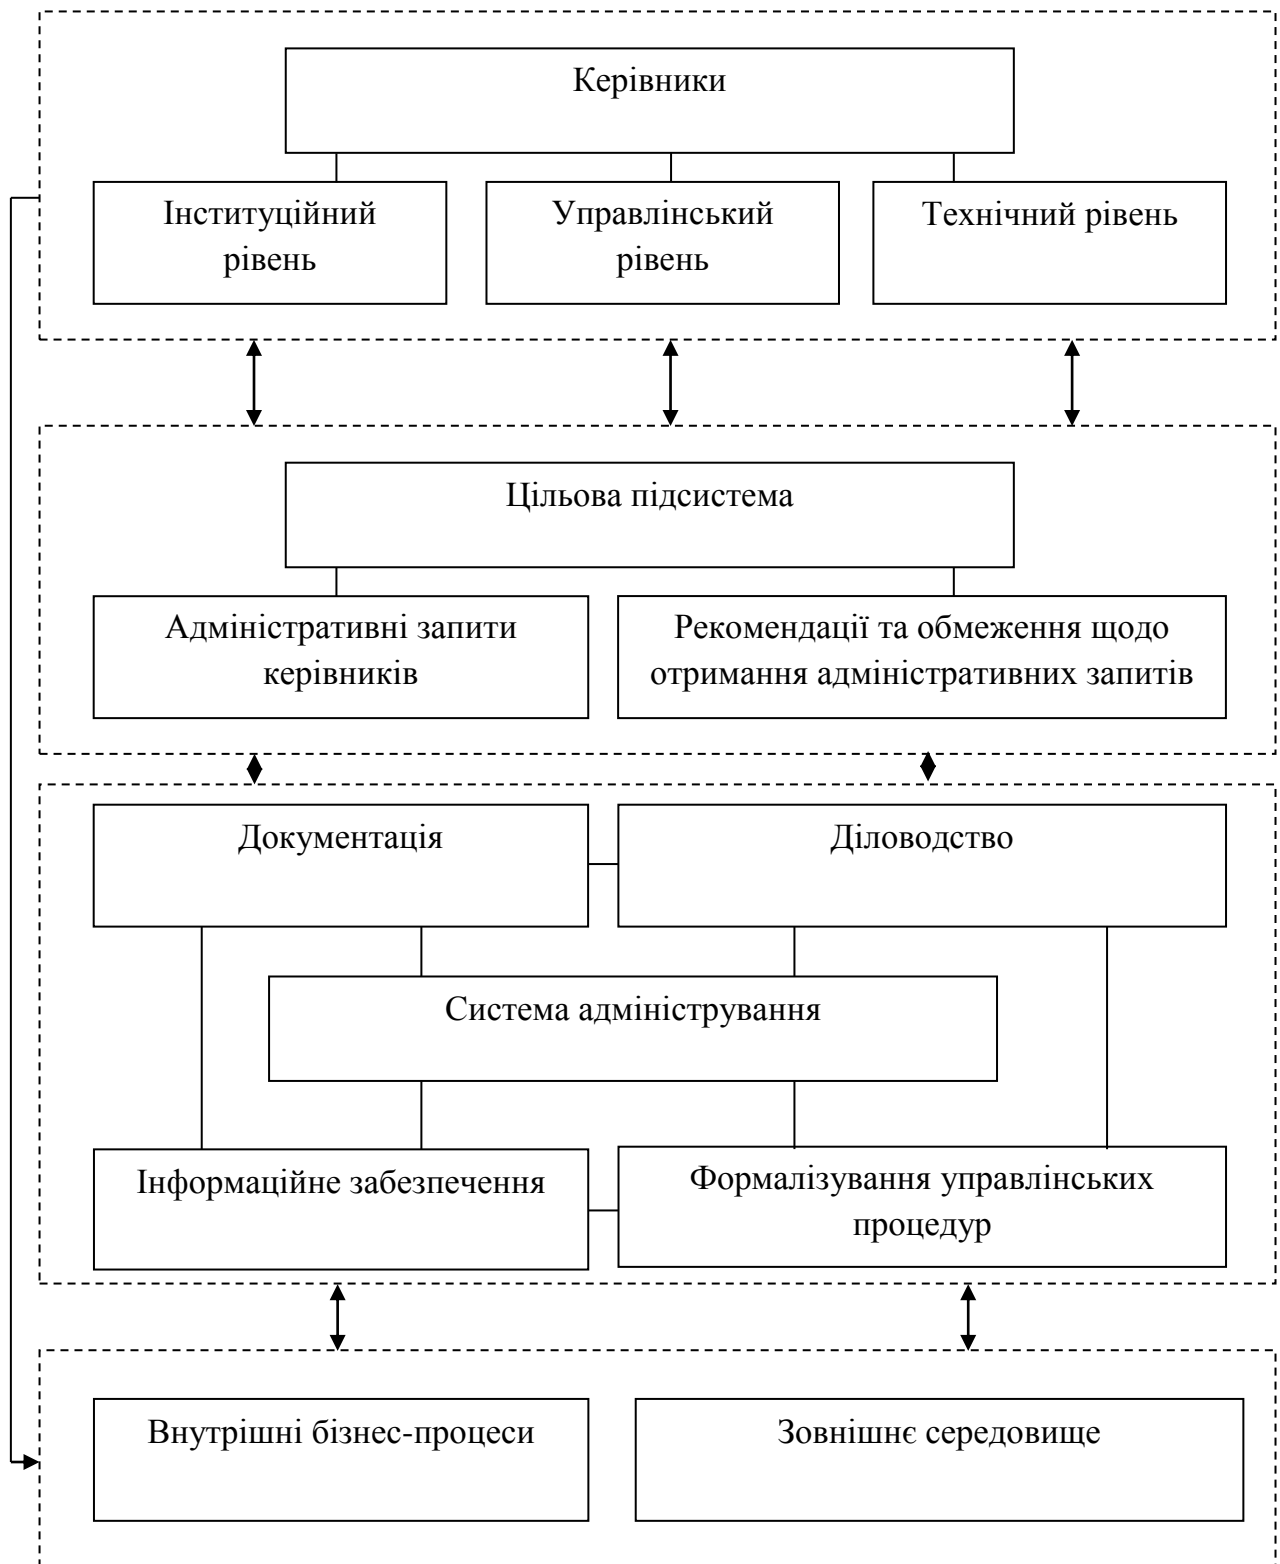 Керівники
Інституційний
рівень
Управлінський
рівень
Технічний рівень
Цільова підсистема
Адміністративні запити
керівників
Рекомендації та обмеження щодо
отримання адміністративних запитів
Документація
Діловодство
Система адміністрування
Інформаційне забезпечення
Формалізування управлінських
процедур
Внутрішні бізнес-процеси
Зовнішнє середовище